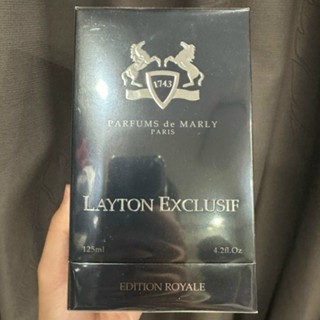 1743
PARFUMS de MARLY
PARIS
LAYTON EXCLUSIF
125ml 4.2fl.Oz
EDITION ROYALE